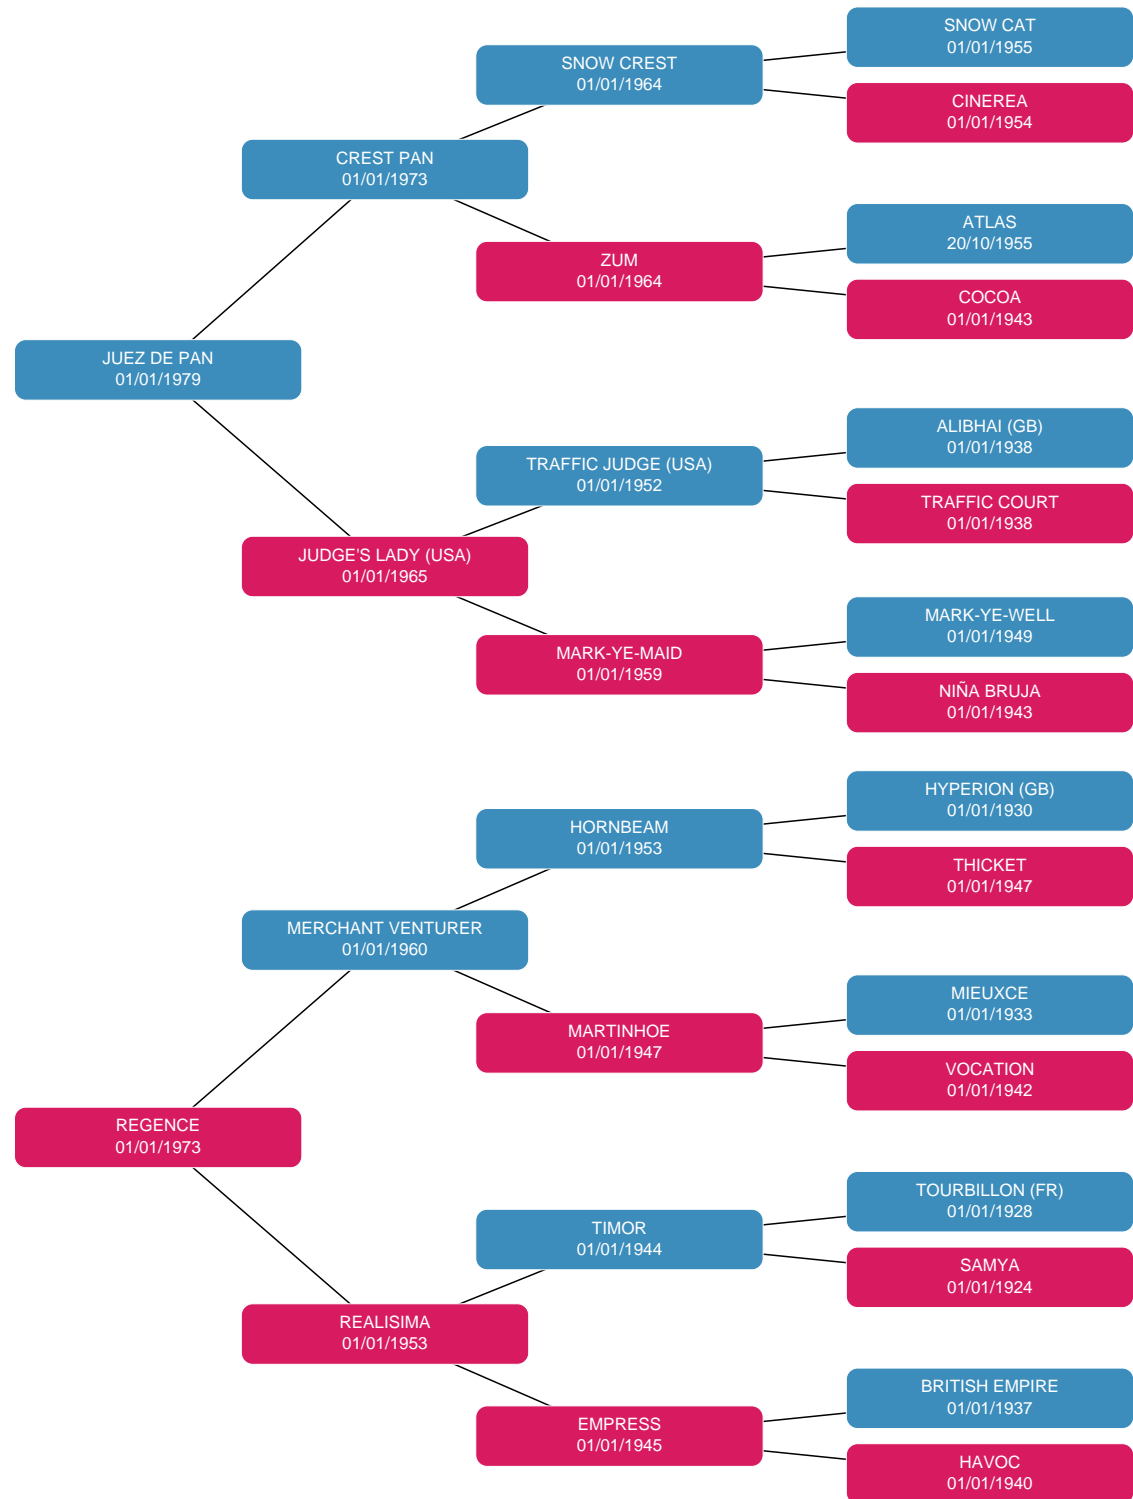 SNOW CAT
01/01/1955
SNOW CREST
01/01/1964
CINEREA
01/01/1954
CREST PAN
01/01/1973
ATLAS
20/10/1955
ZUM
01/01/1964
COCOA
01/01/1943
JUEZ DE PAN
01/01/1979
ALIBHAI (GB)
01/01/1938
TRAFFIC JUDGE (USA)
01/01/1952
TRAFFIC COURT
01/01/1938
JUDGE'S LADY (USA)
01/01/1965
MARK-YE-WELL
01/01/1949
MARK-YE-MAID
01/01/1959
NIÑA BRUJA
01/01/1943
HYPERION (GB)
01/01/1930
HORNBEAM
01/01/1953
THICKET
01/01/1947
MERCHANT VENTURER
01/01/1960
MIEUXCE
01/01/1933
MARTINHOE
01/01/1947
VOCATION
01/01/1942
REGENCE
01/01/1973
TOURBILLON (FR)
01/01/1928
TIMOR
01/01/1944
SAMYA
01/01/1924
REALISIMA
01/01/1953
BRITISH EMPIRE
01/01/1937
EMPRESS
01/01/1945
HAVOC
01/01/1940